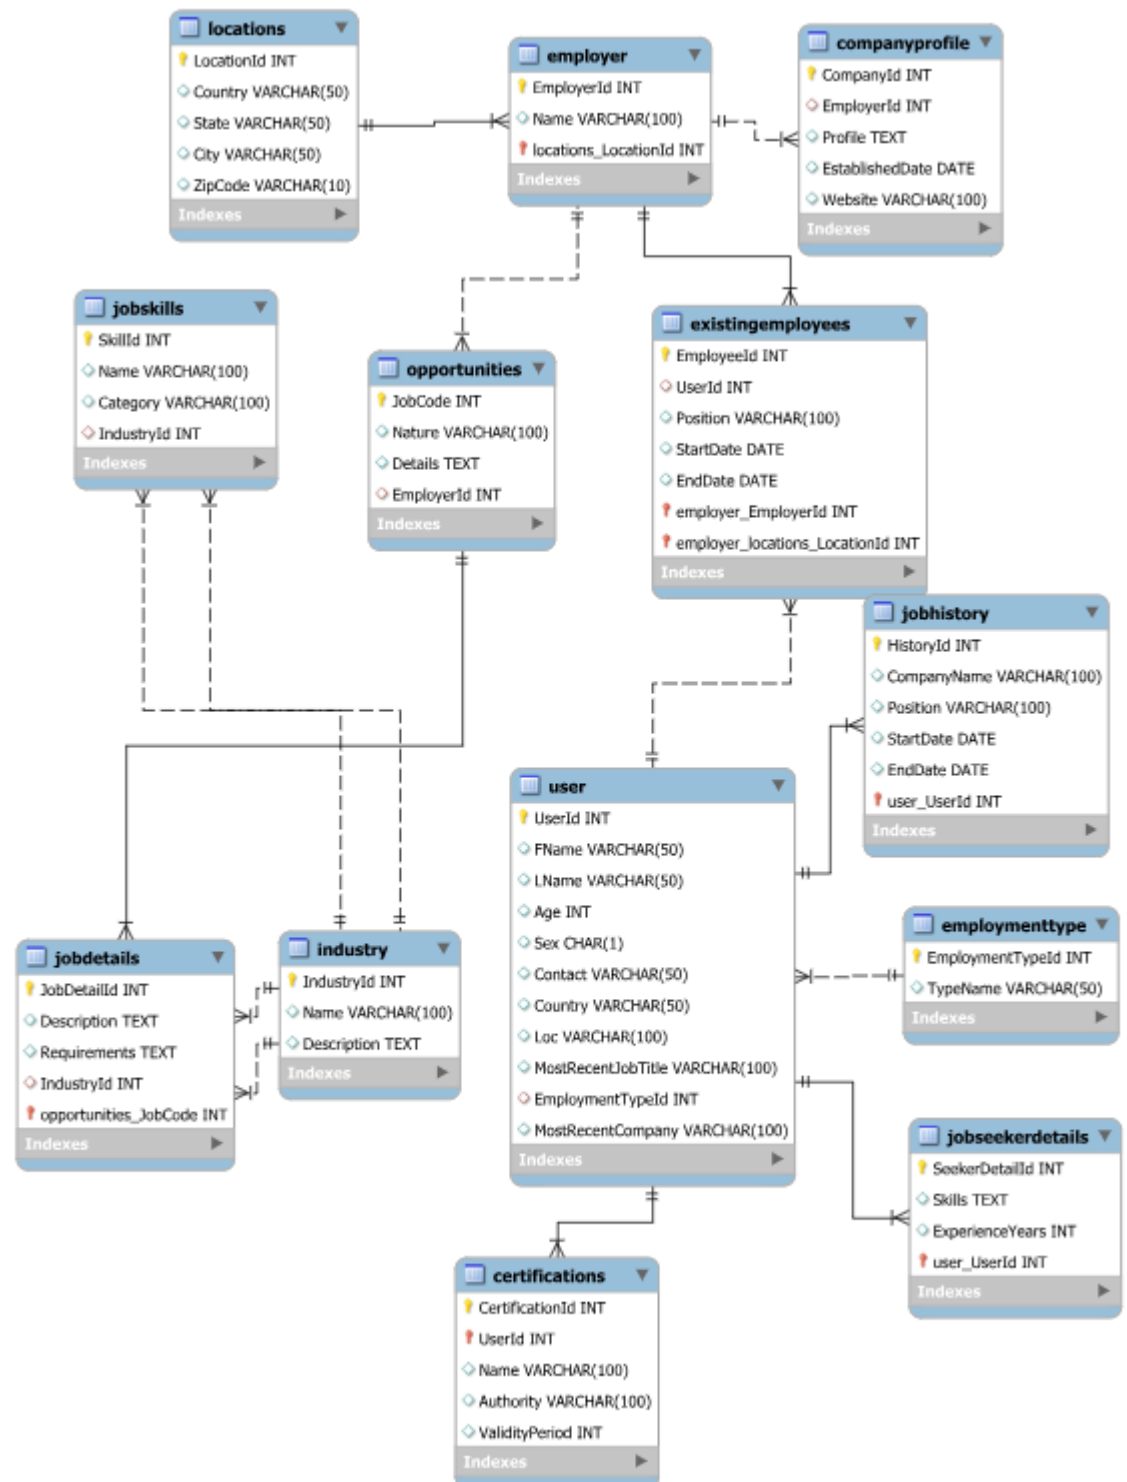 locations
LocationId INT
Country VARCHAR(50)
State VARCHAR(50)
City VARCHAR(50)
ZipCode VARCHAR(10)
Indexes
employer
EmployerId INT
Name VARCHAR(100)
locations_LocationId INT
Indexes
companyprofile
CompanyId INT
EmployerId INT
Profile TEXT
EstablishedDate DATE
Website VARCHAR(100)
Indexes
jobskills
SkillId INT
Name VARCHAR(100)
Category VARCHAR(100)
IndustryId INT
Indexes
opportunities
JobCode INT
Nature VARCHAR(100)
Details TEXT
EmployerId INT
Indexes
existingemployees
EmployeeId INT
UserId INT
Position VARCHAR(100)
StartDate DATE
EndDate DATE
employer_EmployerId INT
employer_locations_LocationId INT
Indexes
jobhistory
HistoryId INT
CompanyName VARCHAR(100)
Position VARCHAR(100)
StartDate DATE
EndDate DATE
user_UserId INT
Indexes
user
UserId INT
FName VARCHAR(50)
LName VARCHAR(50)
Age INT
Sex CHAR(1)
Contact VARCHAR(50)
Country VARCHAR(50)
Loc VARCHAR(100)
MostRecentJobTitle VARCHAR(100)
EmploymentTypeId INT
MostRecentCompany VARCHAR(100)
Indexes
employmenttype
EmploymentTypeId INT
TypeName VARCHAR(50)
Indexes
jobdetails
JobDetailId INT
Description TEXT
Requirements TEXT
IndustryId INT
opportunities_JobCode INT
Indexes
industry
IndustryId INT
Name VARCHAR(100)
Description TEXT
Indexes
jobseekerdetails
SeekerDetailId INT
Skills TEXT
ExperienceYears INT
user_UserId INT
Indexes
certifications
CertificationId INT
UserId INT
Name VARCHAR(100)
Authority VARCHAR(100)
ValidityPeriod INT
Indexes